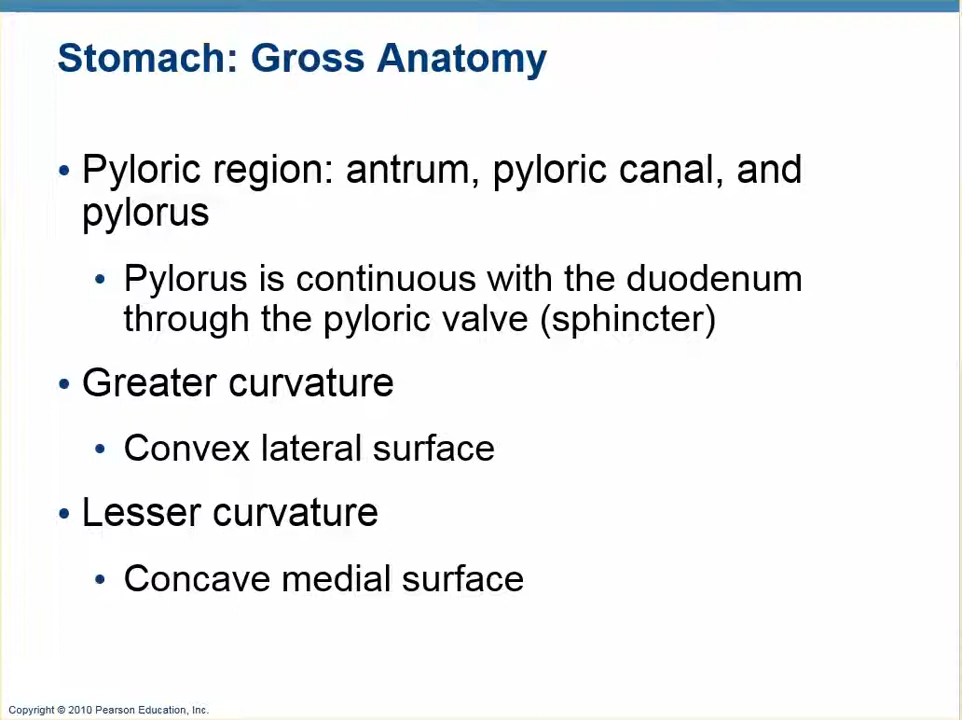 Stomach: Gross Anatomy
• Pyloric region: antrum, pyloric canal, and
pylorus
• Pylorus is continuous with the duodenum
through the pyloric valve (sphincter)
• Greater curvature
• Convex lateral surface
• Lesser curvature
• Concave medial surface
Copyright © 2010 Pearson Education, Inc.